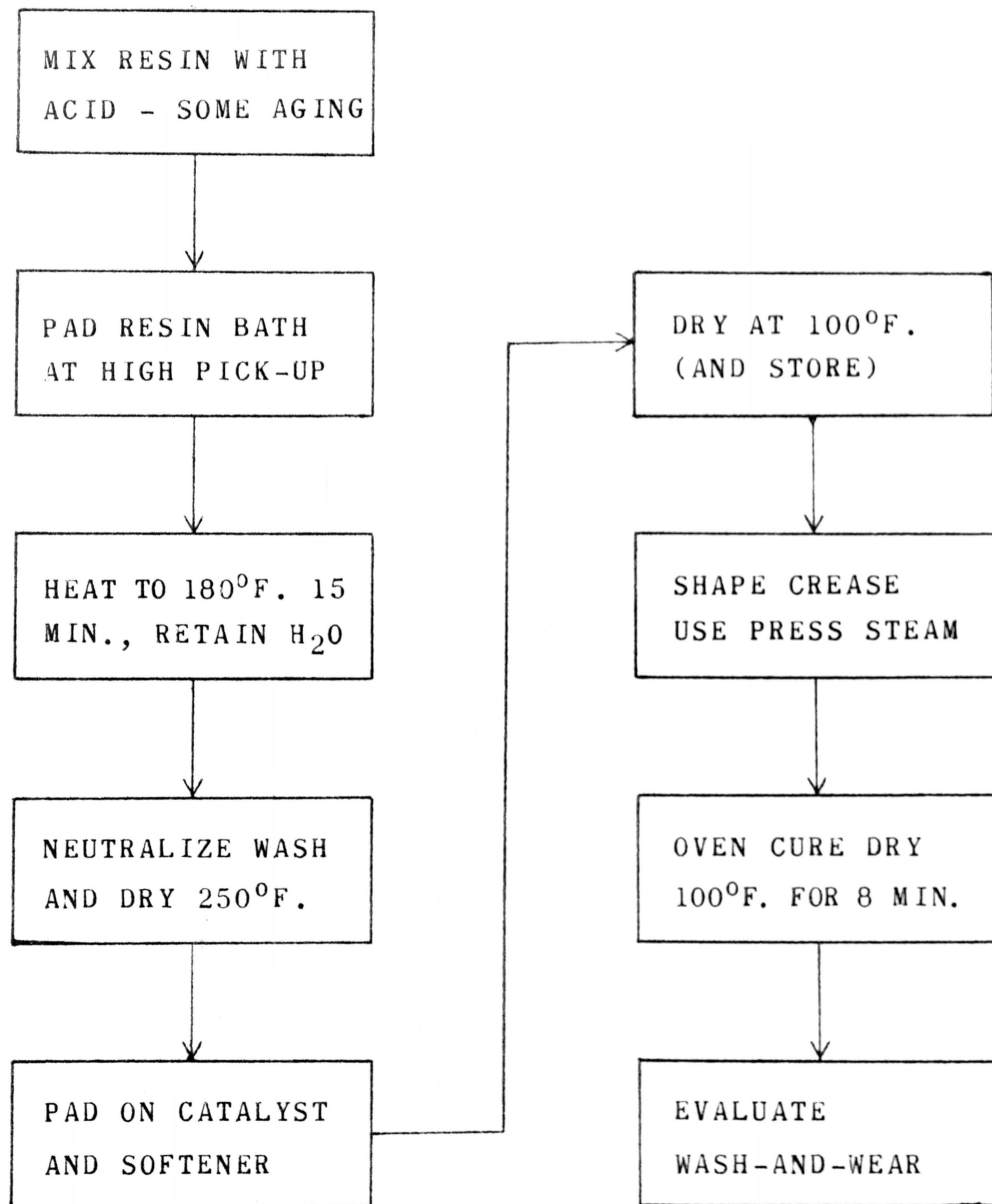 MIX RESIN WITH
ACID - SOME AGING
PAD RESIN BATH
AT HIGH PICK-UP
HEAT TO 180°F. 15
MIN., RETAIN H₂O
NEUTRALIZE WASH
AND DRY 250°F.
PAD ON CATALYST
AND SOFTENER
DRY AT 100°F.
(AND STORE)
SHAPE CREASE
USE PRESS STEAM
OVEN CURE DRY
100°F. FOR 8 MIN.
EVALUATE
WASH-AND-WEAR